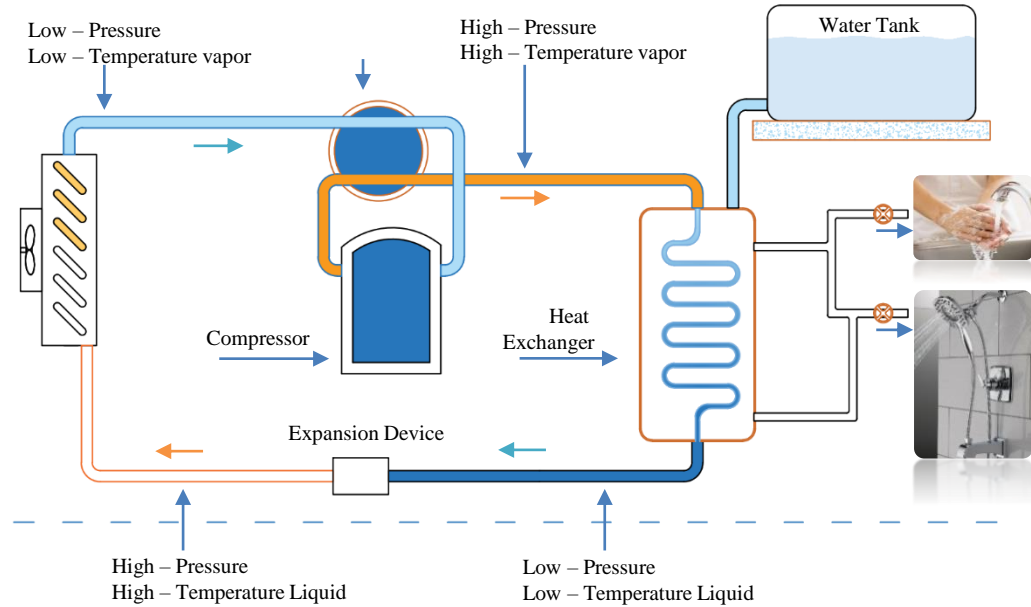 Low – Pressure
Low – Temperature vapor
High – Pressure
High – Temperature vapor
Water Tank
Compressor
Heat
Exchanger
Expansion Device
High – Pressure
High – Temperature Liquid
Low – Pressure
Low – Temperature Liquid